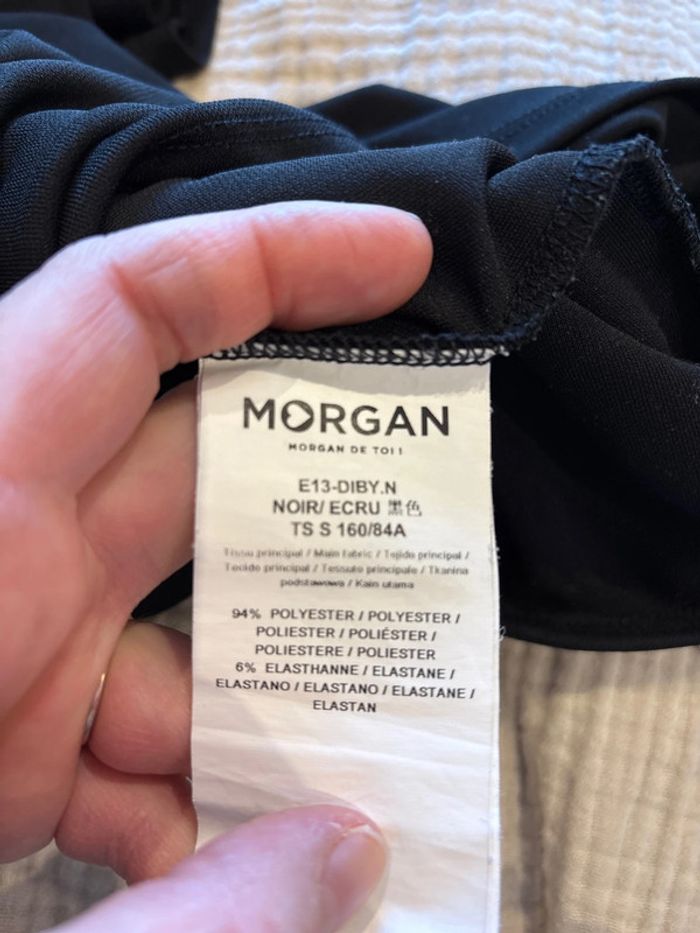 MORGAN
MORGAN DE TOI !
E13-DIBY.N
NOIR/ ECRU 黑色
TS S 160/84A
Tissu principal / Main fabric / Tejido principal /
Tecido principal / Tessuto principale / Tkanina
podstawowa / Kain utama
94% POLYESTER / POLYESTER /
POLIESTER / POLIÉSTER /
POLIESTERE / POLIESTER
6% ELASTHANNE / ELASTANE /
ELASTANO / ELASTANO / ELASTANE /
ELASTAN